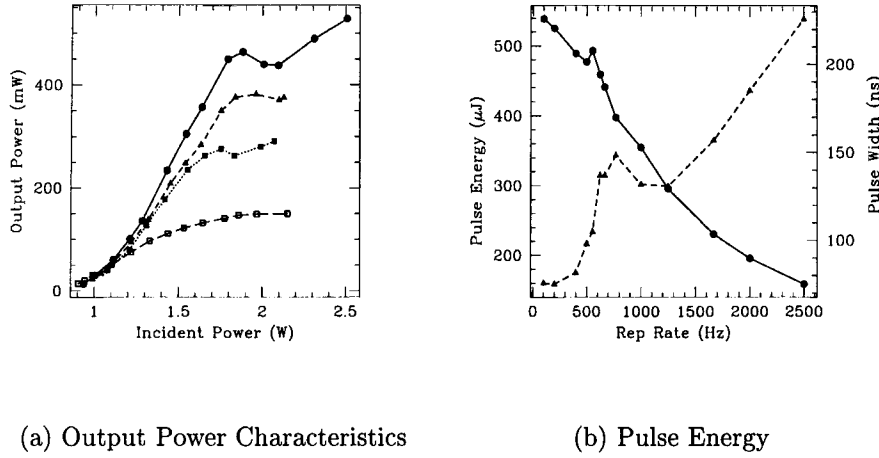 Output Power (mW)
400
200
0
1
1.5
2
2.5
Incident Power (W)
Pulse Energy (μJ)
500
400
300
200
0
500
1000
1500
2000
2500
Rep Rate (Hz)
200
150
100
Pulse Width (ns)
(a) Output Power Characteristics
(b) Pulse Energy